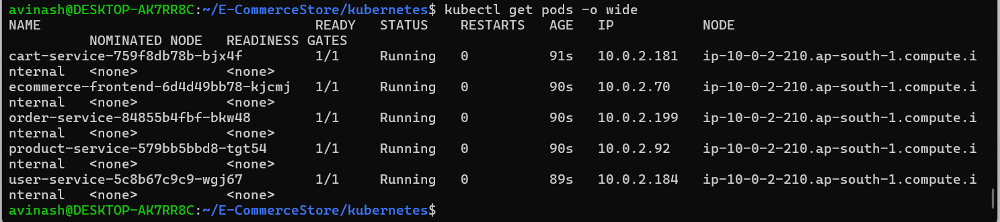 avinash@DESKTOP-AK7RR8C:~/E-CommerceStore/kubernetes$ kubectl get pods -o wide
NAME                                  READY   STATUS    RESTARTS   AGE   IP           NODE
          NOMINATED NODE   READINESS GATES
cart-service-759f8db78b-bjx4f         1/1     Running   0          91s   10.0.2.181   ip-10-0-2-210.ap-south-1.compute.i
nternal   <none>           <none>
ecommerce-frontend-6d4d49bb78-kjcmj   1/1     Running   0          90s   10.0.2.70    ip-10-0-2-210.ap-south-1.compute.i
nternal   <none>           <none>
order-service-84855b4fbf-bkw48        1/1     Running   0          90s   10.0.2.199   ip-10-0-2-210.ap-south-1.compute.i
nternal   <none>           <none>
product-service-579bb5bbd8-tgt54      1/1     Running   0          90s   10.0.2.92    ip-10-0-2-210.ap-south-1.compute.i
nternal   <none>           <none>
user-service-5c8b67c9c9-wgj67         1/1     Running   0          89s   10.0.2.184   ip-10-0-2-210.ap-south-1.compute.i
nternal   <none>           <none>
avinash@DESKTOP-AK7RR8C:~/E-CommerceStore/kubernetes$